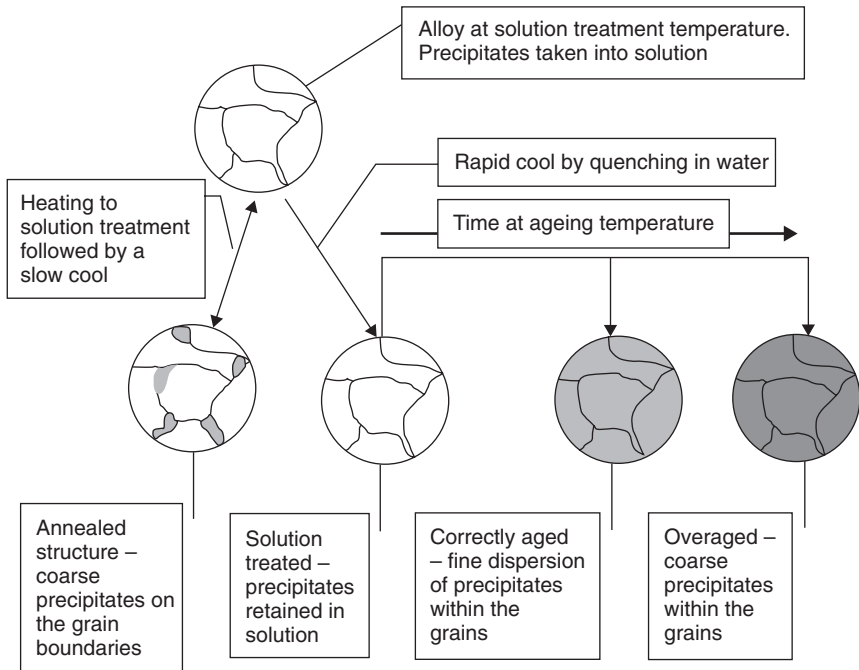 Alloy at solution treatment temperature.
Precipitates taken into solution
Rapid cool by quenching in water
Heating to
solution treatment
followed by a
slow cool
Time at ageing temperature
Annealed
structure –
coarse
precipitates on
the grain
boundaries
Solution
treated –
precipitates
retained in
solution
Correctly aged
– fine dispersion
of precipitates
within the
grains
Overaged –
coarse
precipitates
within the
grains